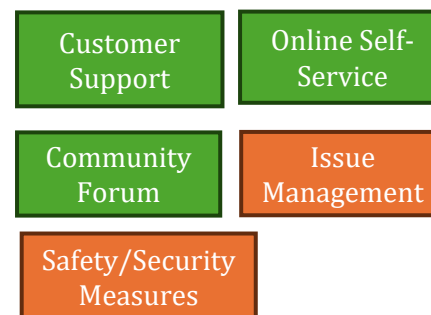 Customer
Support
Online Self-
Service
Community
Forum
Issue
Management
Safety/Security
Measures